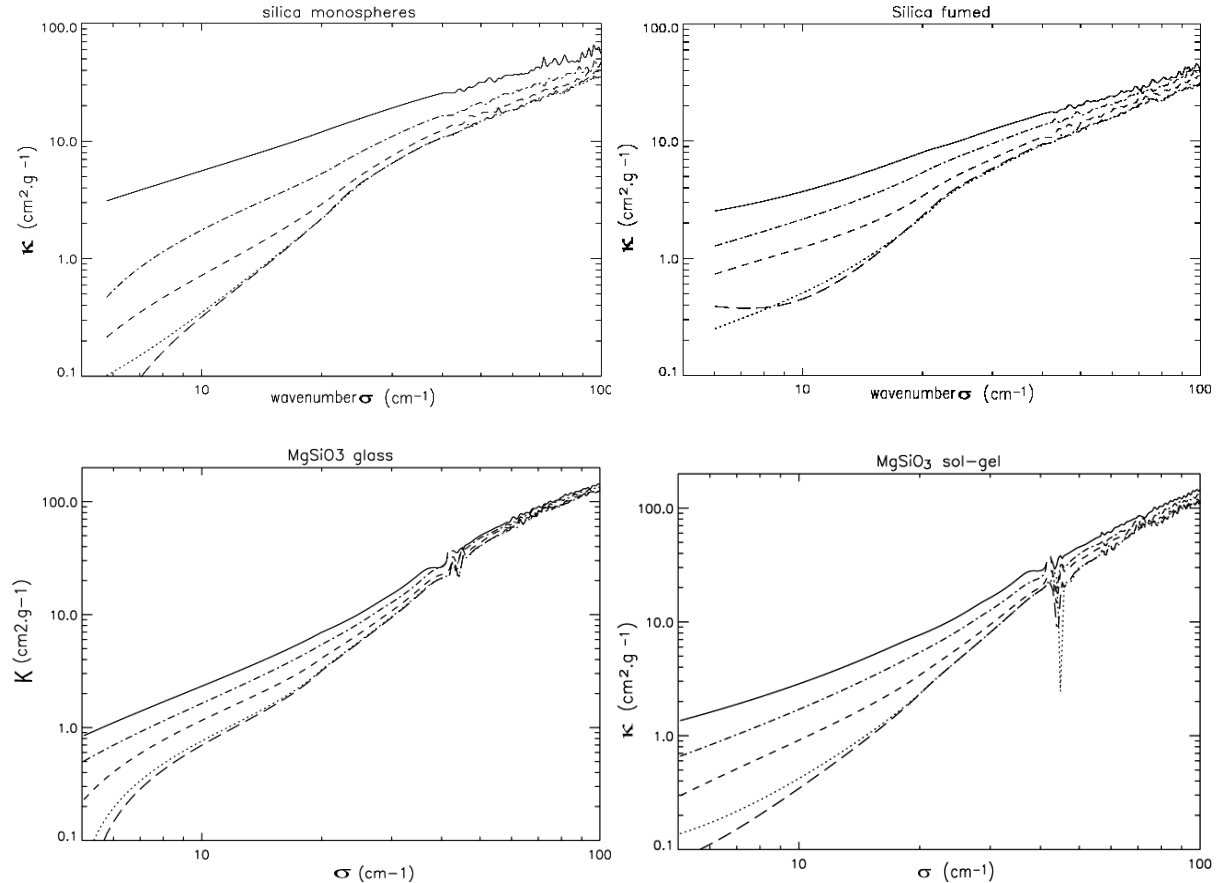 silica monospheres
100.0
10.0
1.0
0.1
κ (cm².g⁻¹)
10
100
wavenumber σ (cm⁻¹)
Silica fumed
100.0
10.0
1.0
0.1
κ (cm².g⁻¹)
10
100
wavenumber σ (cm⁻¹)
MgSiO3 glass
100.0
10.0
1.0
0.1
K (cm2.g-1)
10
100
σ (cm-1)
MgSiO₃ sol-gel
100.0
10.0
1.0
0.1
κ (cm².g⁻¹)
10
100
σ (cm⁻¹)